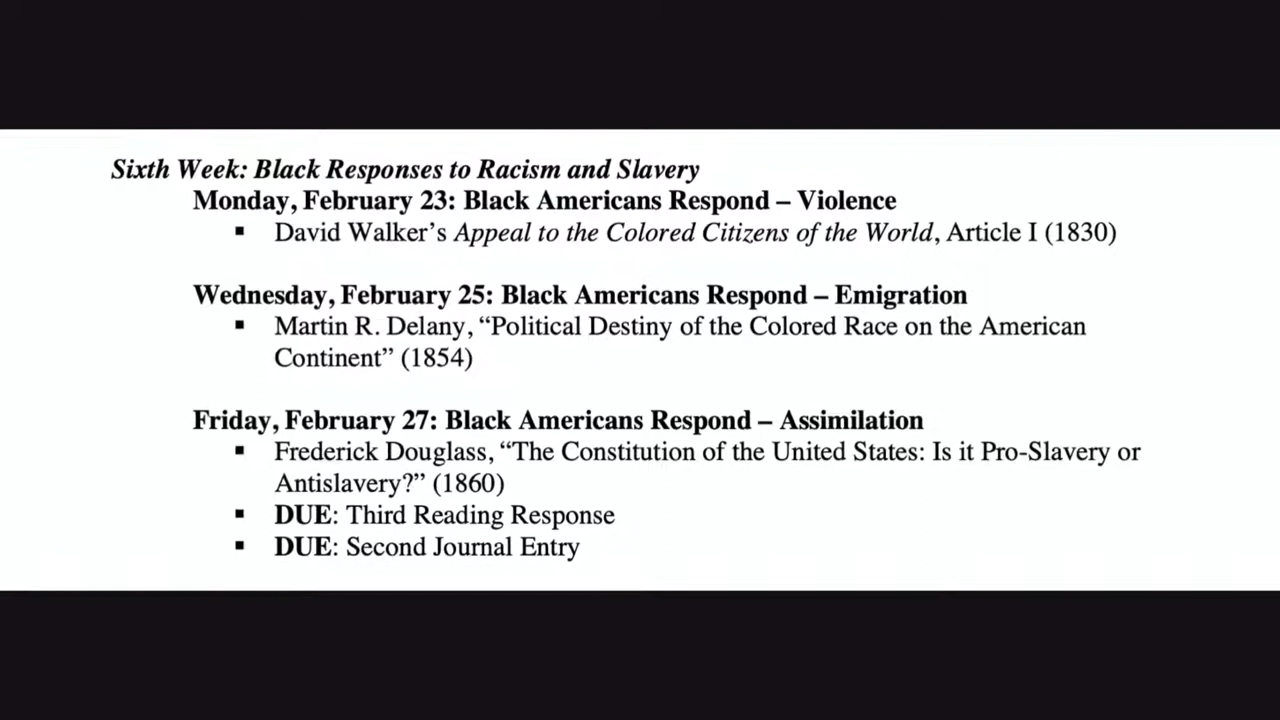 Sixth Week: Black Responses to Racism and Slavery
Monday, February 23: Black Americans Respond – Violence
▪ David Walker’s Appeal to the Colored Citizens of the World, Article I (1830)
Wednesday, February 25: Black Americans Respond – Emigration
▪ Martin R. Delany, “Political Destiny of the Colored Race on the American
Continent” (1854)
Friday, February 27: Black Americans Respond – Assimilation
▪ Frederick Douglass, “The Constitution of the United States: Is it Pro-Slavery or
Antislavery?” (1860)
▪ DUE: Third Reading Response
▪ DUE: Second Journal Entry